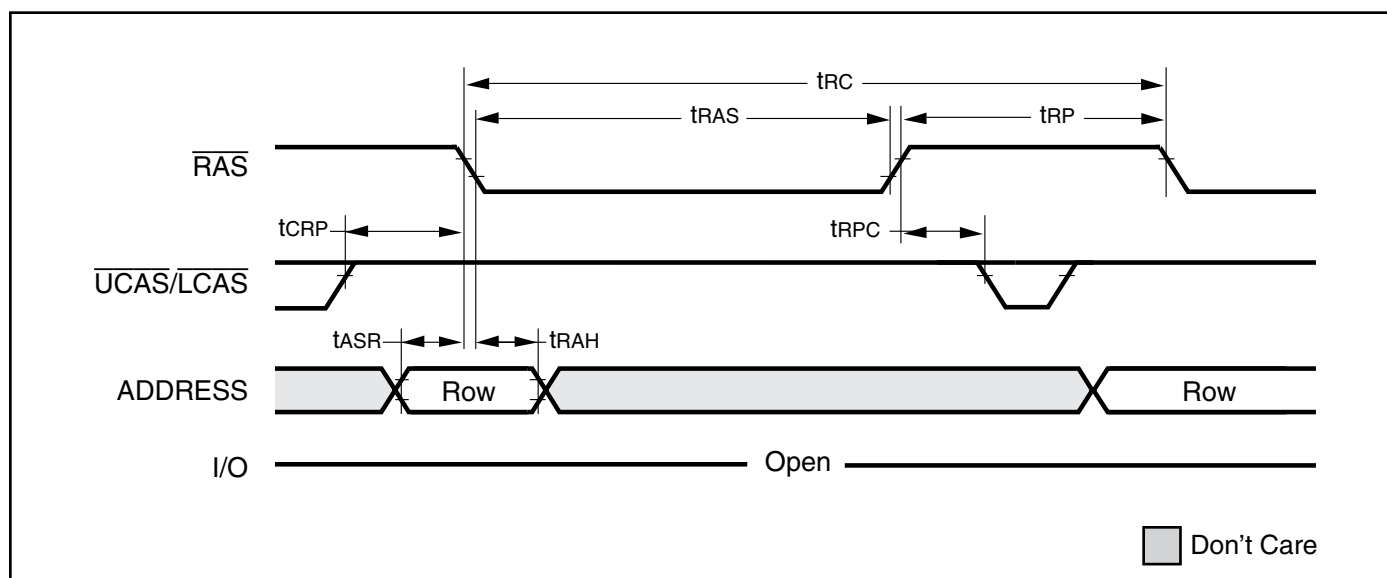 tRC
tRAS
tRP
RAS
tCRP
tRPC
UCAS/LCAS
tASR
tRAH
ADDRESS
Row
Row
I/O
Open
Don't Care